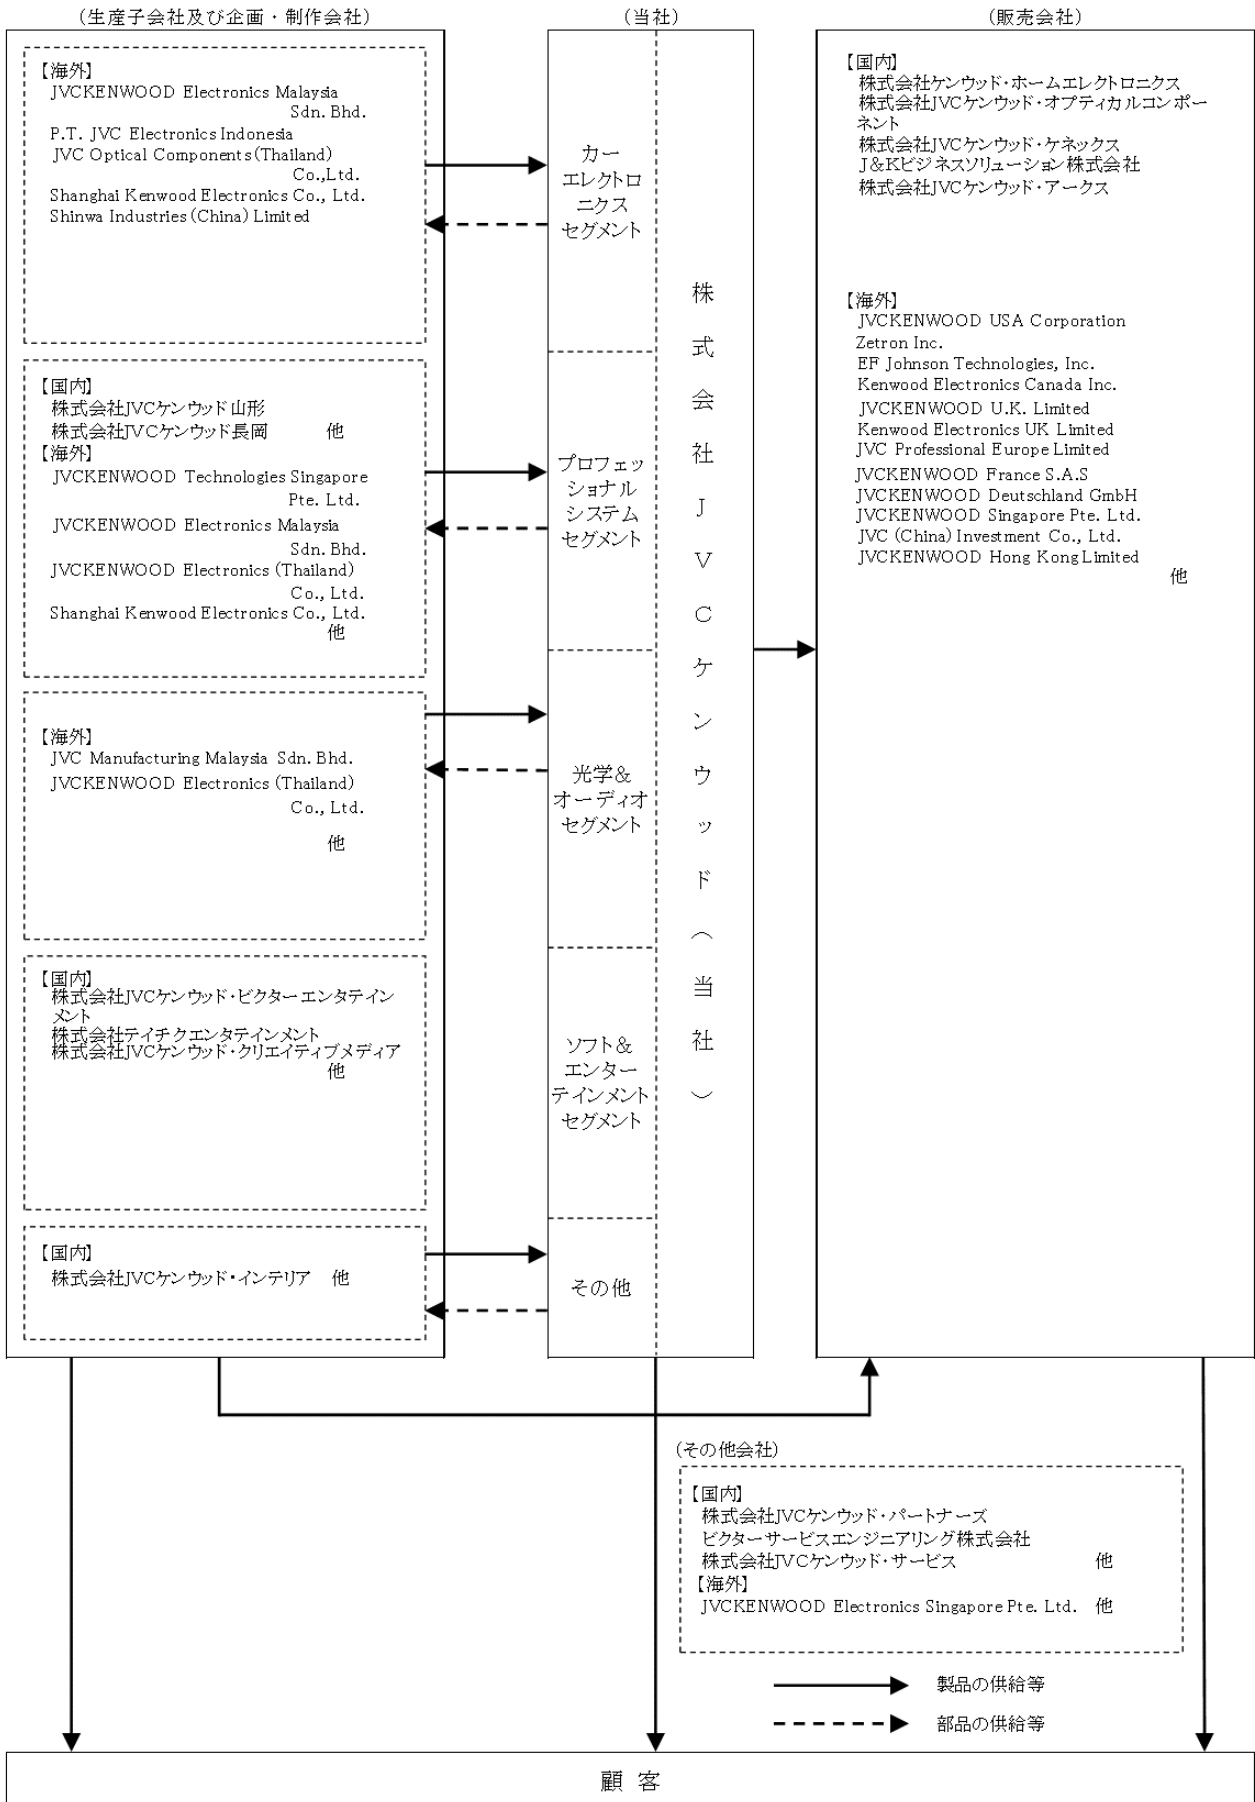 (生産子会社及び企画・制作会社)
(当社)
(販売会社)
【海外】
JVCKENWOOD Electronics Malaysia
Sdn. Bhd.
P.T. JVC Electronics Indonesia
JVC Optical Components(Thailand)
Co.,Ltd.
Shanghai Kenwood Electronics Co., Ltd.
Shinwa Industries(China) Limited
【国内】
株式会社JVCケンウッド山形
株式会社JVCケンウッド長岡 他
【海外】
JVCKENWOOD Technologies Singapore
Pte. Ltd.
JVCKENWOOD Electronics Malaysia
Sdn. Bhd.
JVCKENWOOD Electronics (Thailand)
Co., Ltd.
Shanghai Kenwood Electronics Co., Ltd.
他
【海外】
JVC Manufacturing Malaysia Sdn. Bhd.
JVCKENWOOD Electronics (Thailand)
Co., Ltd.
他
【国内】
株式会社JVCケンウッド・ビクターエンタテイン
メント
株式会社テイチクエンタテインメント
株式会社JVCケンウッド・クリエイティブメディア
他
【国内】
株式会社JVCケンウッド・インテリア 他
カー
エレクトロ
ニクス
セグメント
プロフェッ
ショナル
システム
セグメント
光学&
オーディオ
セグメント
ソフト&
エンター
テインメント
セグメント
その他
株式会社JVCケンウッド(当社)
【国内】
株式会社ケンウッド・ホームエレクトロニクス
株式会社JVCケンウッド・オプティカルコンポー
ネント
株式会社JVCケンウッド・ケネックス
J&Kビジネスソリューション株式会社
株式会社JVCケンウッド・アークス
【海外】
JVCKENWOOD USA Corporation
Zetron Inc.
EF Johnson Technologies, Inc.
Kenwood Electronics Canada Inc.
JVCKENWOOD U.K. Limited
Kenwood Electronics UK Limited
JVC Professional Europe Limited
JVCKENWOOD France S.A.S
JVCKENWOOD Deutschland GmbH
JVCKENWOOD Singapore Pte. Ltd.
JVC (China) Investment Co., Ltd.
JVCKENWOOD Hong Kong Limited
他
(その他会社)
【国内】
株式会社JVCケンウッド・パートナーズ
ビクターサービスエンジニアリング株式会社
株式会社JVCケンウッド・サービス 他
【海外】
JVCKENWOOD Electronics Singapore Pte. Ltd. 他
製品の供給等
部品の供給等
顧客